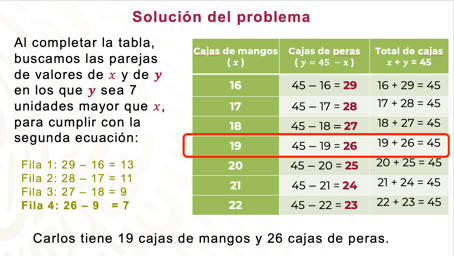 Solución del problema
Al completar la tabla,
buscamos las parejas
de valores de x y de y
en los que y sea 7
unidades mayor que x,
para cumplir con la
segunda ecuación:
Fila 1: 29 – 16 = 13
Fila 2: 28 – 17 = 11
Fila 3: 27 – 18 = 9
Fila 4: 26 – 9 = 7
Cajas de mangos Cajas de peras Total de cajas
( x ) ( y = 45 – x ) x + y = 45
16 45 – 16 = 29 16 + 29 = 45
17 45 – 17 = 28 17 + 28 = 45
18 45 – 18 = 27 18 + 27 = 45
19 45 – 19 = 26 19 + 26 = 45
20 45 – 20 = 25 20 + 25 = 45
21 45 – 21 = 24 21 + 24 = 45
22 45 – 22 = 23 22 + 23 = 45
Carlos tiene 19 cajas de mangos y 26 cajas de peras.